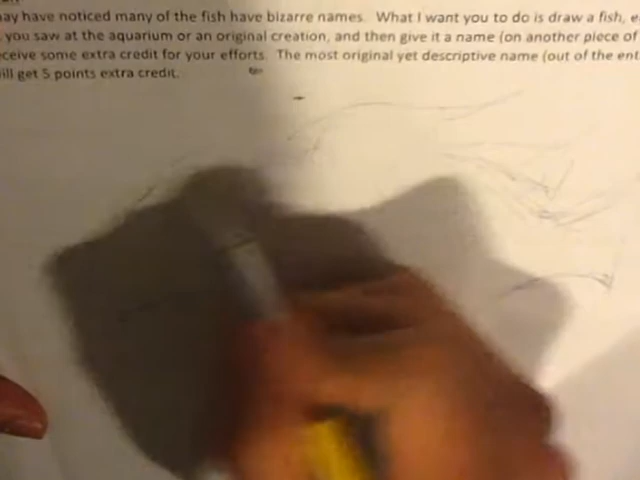 ay have noticed many of the fish have bizarre names. What I want you to do is draw a fish, e
you saw at the aquarium or an original creation, and then give it a name (on another piece of
ceive some extra credit for your efforts. The most original yet descriptive name (out of the ent
ill get 5 points extra credit.